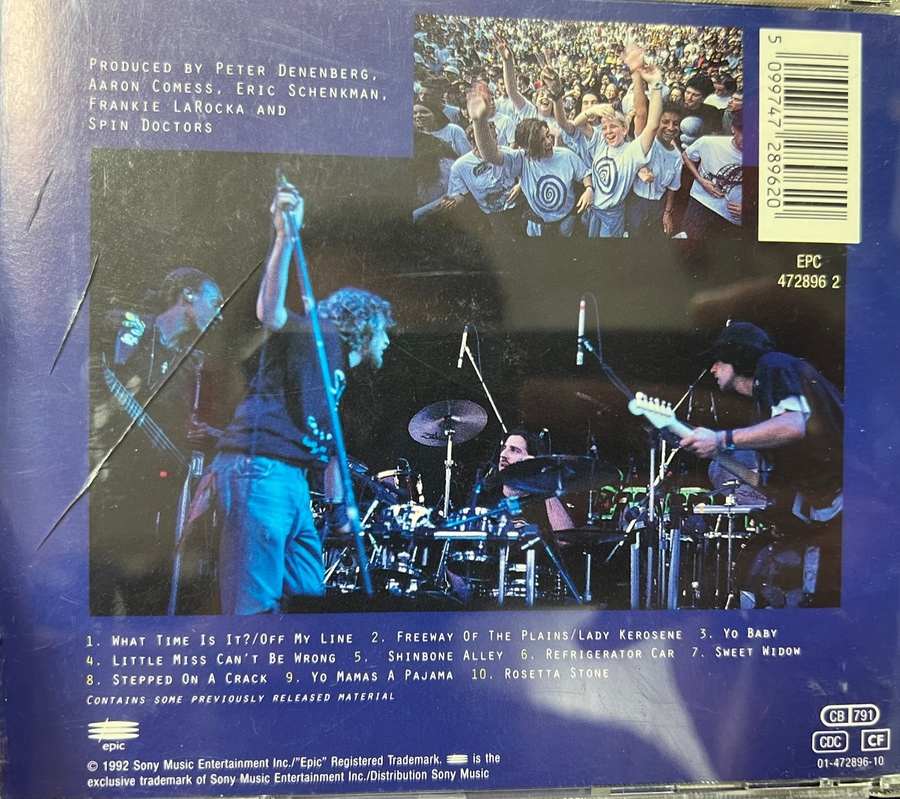 PRODUCED BY PETER DENENBERG,
AARON COMESS, ERIC SCHENKMAN,
FRANKIE LAROCKA AND
SPIN DOCTORS
5 099747 289620
EPC
472896 2
1. WHAT TIME IS IT?/OFF MY LINE 2. FREEWAY OF THE PLAINS/LADY KEROSENE 3. YO BABY
4. LITTLE MISS CAN'T BE WRONG 5. SHINBONE ALLEY 6. REFRIGERATOR CAR 7. SWEET WIDOW
8. STEPPED ON A CRACK 9. YO MAMAS A PAJAMA 10. ROSETTA STONE
CONTAINS SOME PREVIOUSLY RELEASED MATERIAL
epic
CB 791
CDC CF
01-472896-10
© 1992 Sony Music Entertainment Inc./"Epic" Registered Trademark. is the
exclusive trademark of Sony Music Entertainment Inc./Distribution Sony Music